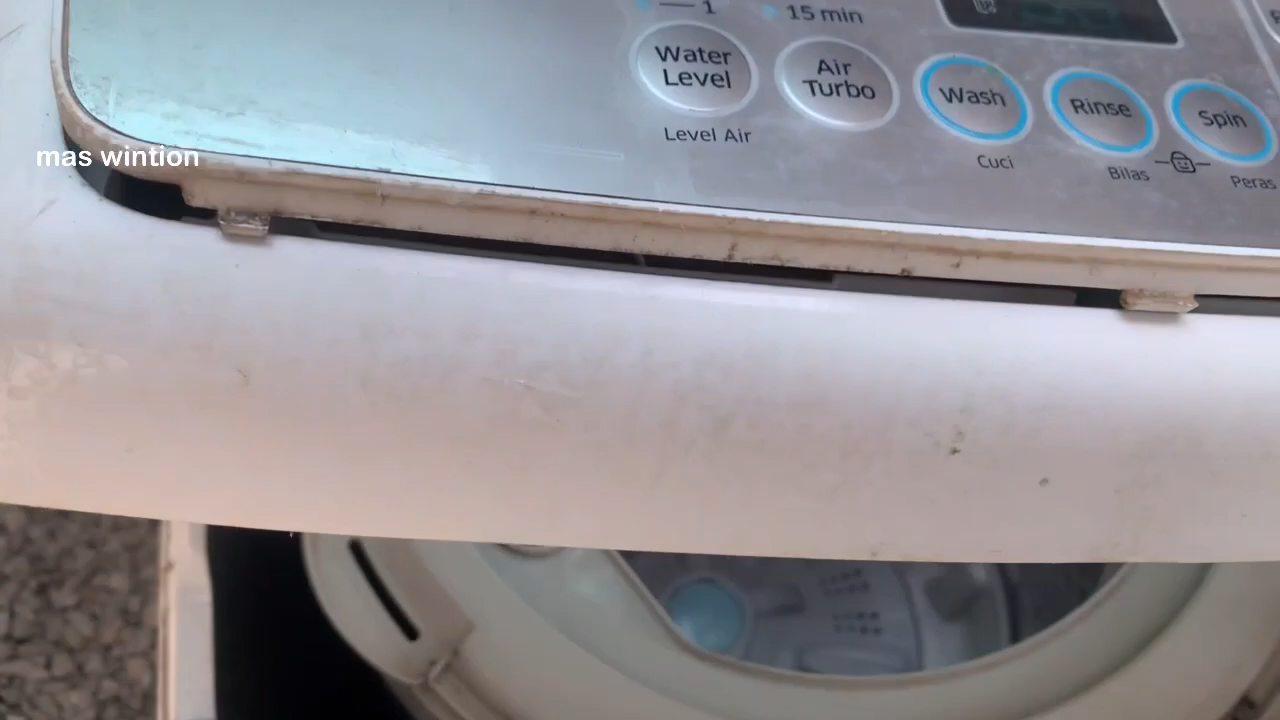 1
15 min
Water
Level
Air
Turbo
Wash
Rinse
Spin
Level Air
Cuci
Bilas
Peras
mas wintion